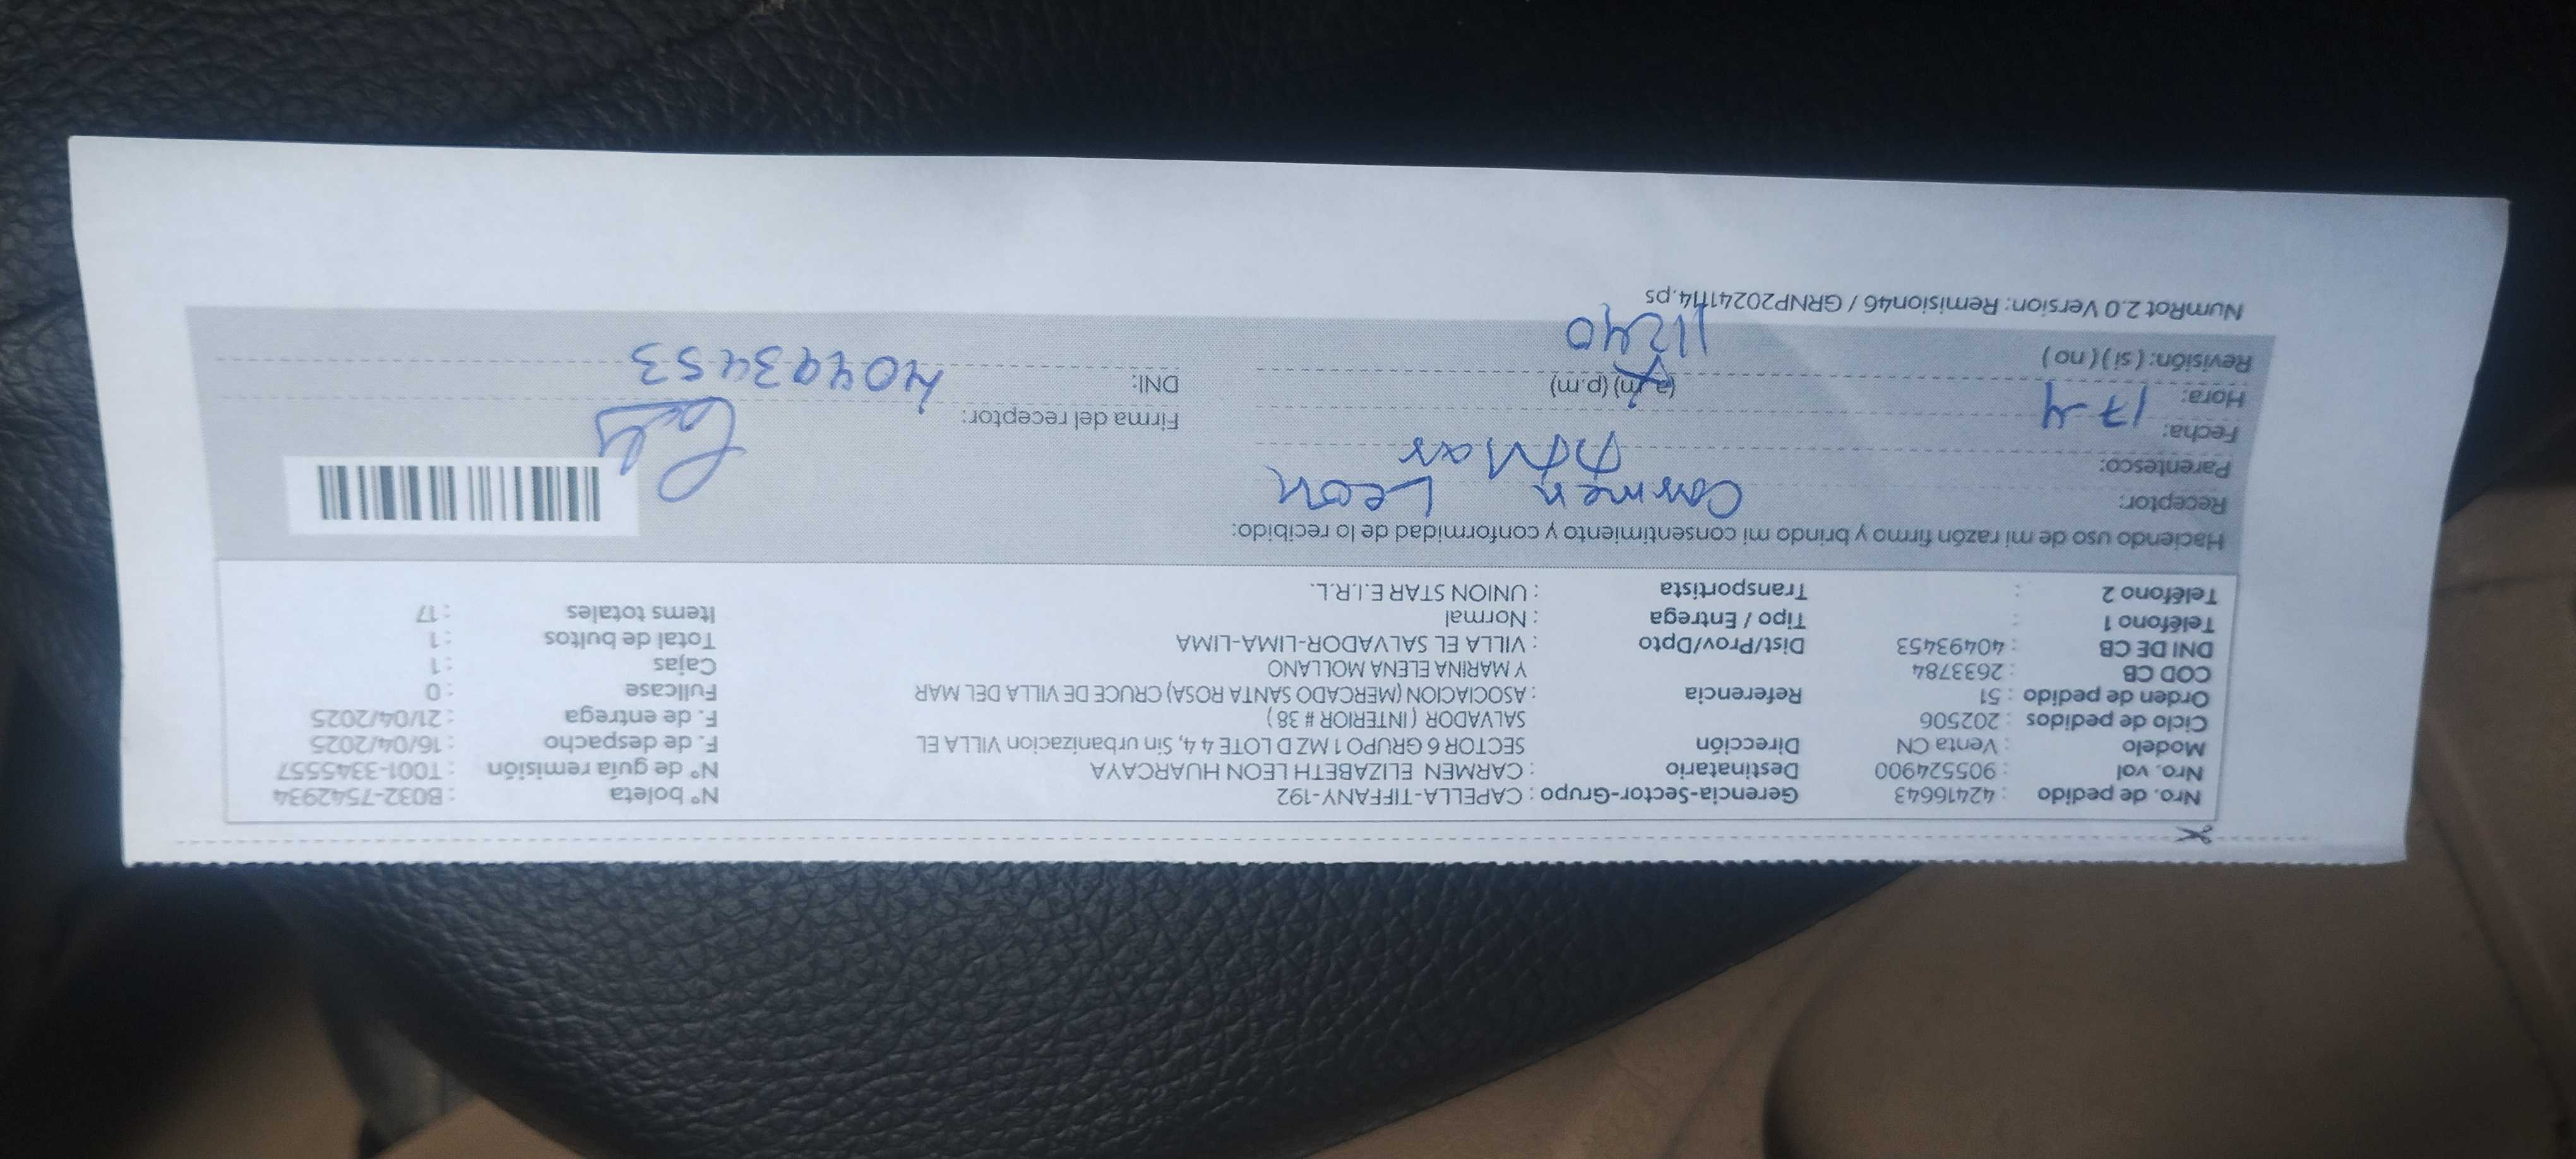 Nro. de pedido : 42416643 Gerencia-Sector-Grupo : CAPELLA-TIFFANY-192 N° boleta : B032-7542934
Nro. vol : 905524900 Destinatario : CARMEN ELIZABETH LEON HUARCAYA N° de guía remisión : T001-3345557
Modelo : Venta CN Dirección SECTOR 6 GRUPO 1 MZ D LOTE 4 4, Sin urbanizacion VILLA EL F. de despacho : 16/04/2025
Ciclo de pedidos : 202506 SALVADOR ( INTERIOR # 38 ) F. de entrega : 21/04/2025
Orden de pedido : 51 Referencia : ASOCIACION (MERCADO SANTA ROSA) CRUCE DE VILLA DEL MAR Fullcase : 0
COD CB : 2633784 Y MARINA ELENA MOLLANO Cajas : 1
DNI DE CB : 40493453 Dist/Prov/Dpto : VILLA EL SALVADOR-LIMA-LIMA Total de bultos : 1
Teléfono 1 : Tipo / Entrega : Normal Items totales : 17
Teléfono 2 : Transportista : UNION STAR E.I.R.L.
Haciendo uso de mi razón firmo y brindo mi consentimiento y conformidad de lo recibido:
Receptor: Carmen Leon
Parentesco:
Fecha: 17-4 Firma del receptor:
Hora: (a.m) (p.m) DNI: 40493453
Revisión: ( si ) ( no ) 11240
NumRot 2.0 Version: Remision46 / GRNP20241114.ps